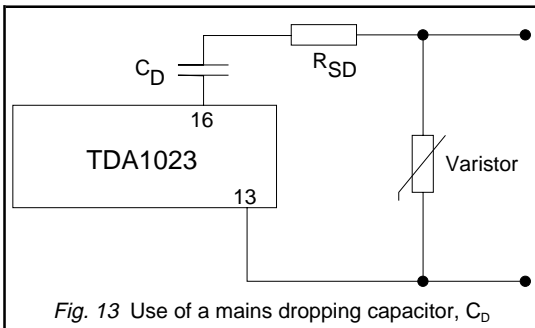 C_D
R_SD
16
TDA1023
13
Varistor
Fig. 13 Use of a mains dropping capacitor, C_D